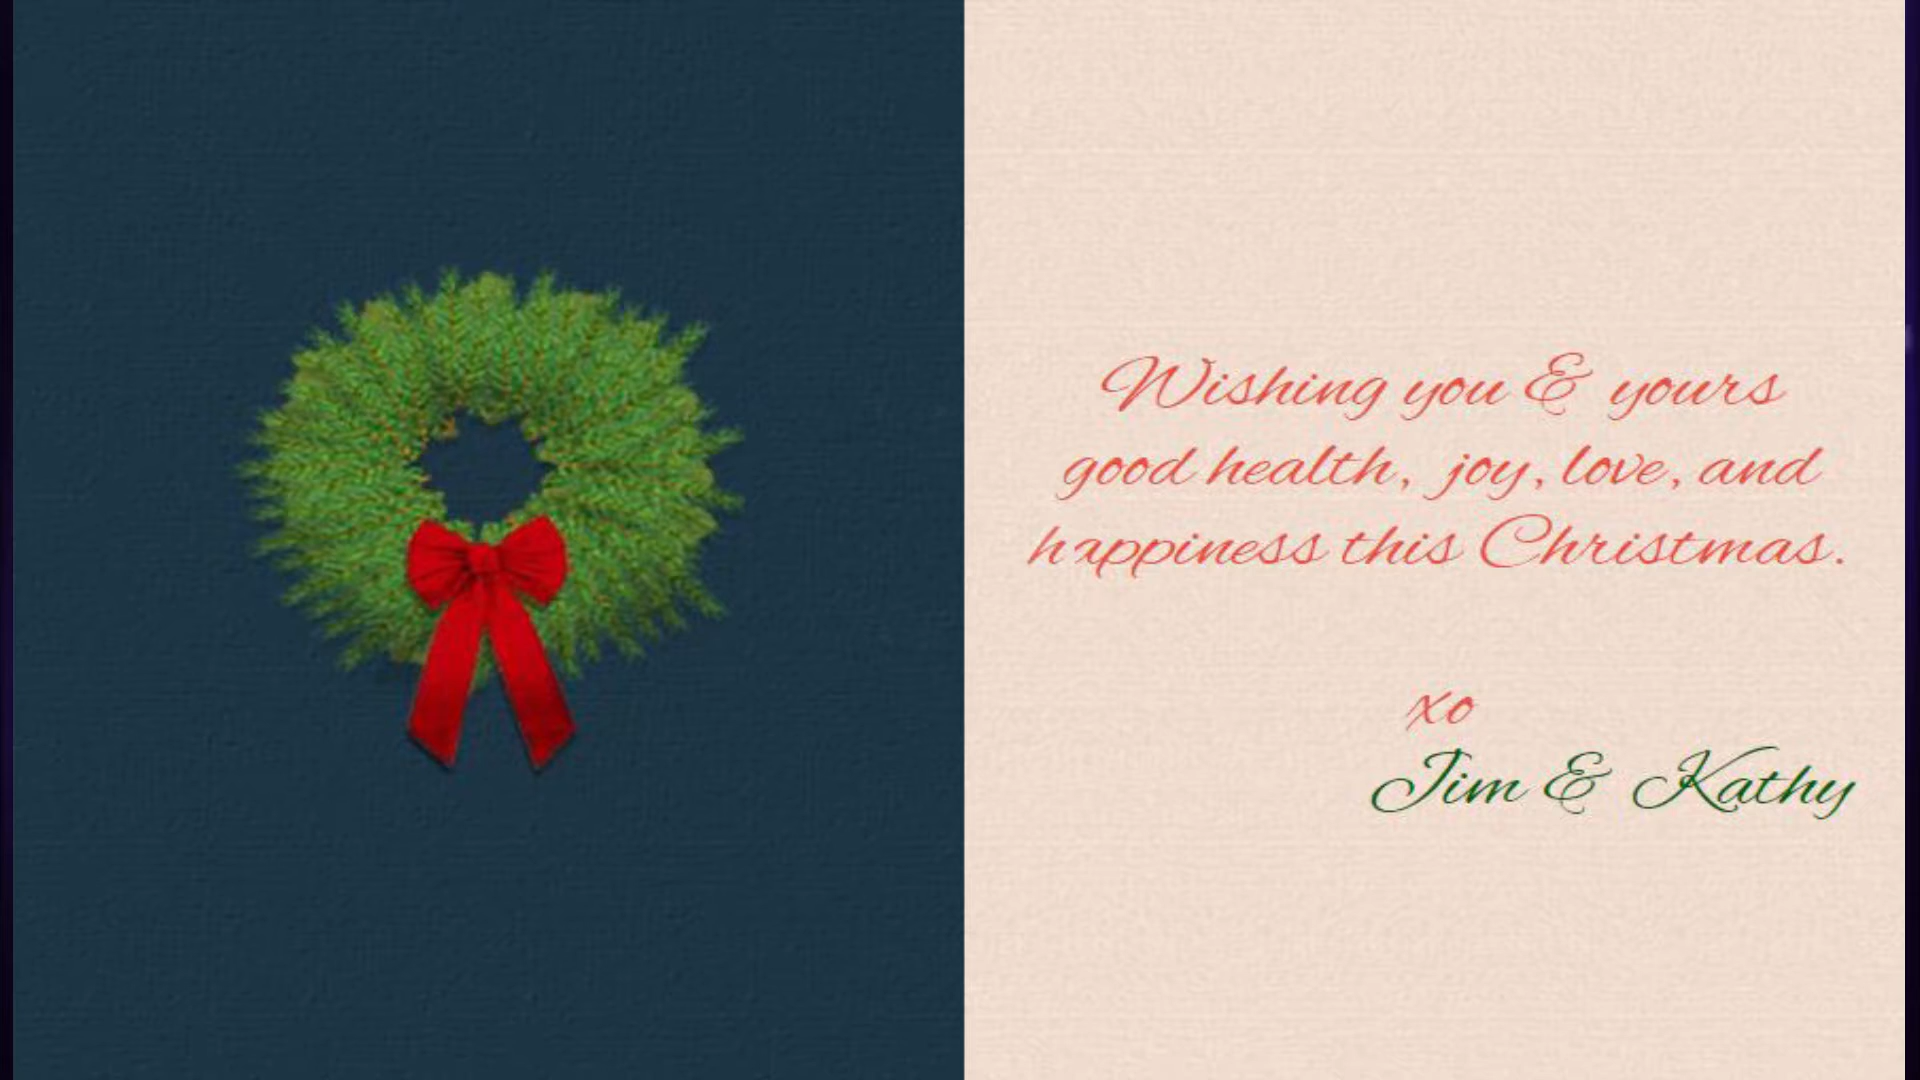 Wishing you & yours
good health, joy, love, and
happiness this Christmas.
xo
Jim & Kathy